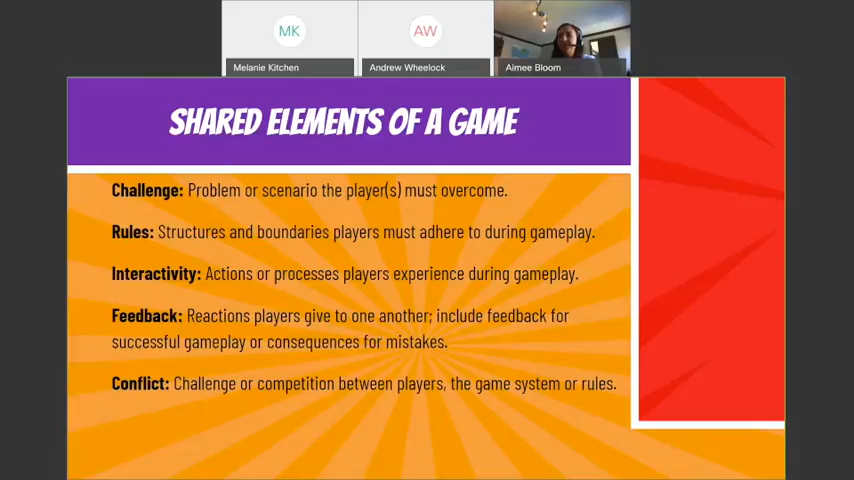 MK
AW
Melanie Kitchen
Andrew Wheelock
Aimee Bloom
SHARED ELEMENTS OF A GAME
Challenge: Problem or scenario the player(s) must overcome.
Rules: Structures and boundaries players must adhere to during gameplay.
Interactivity: Actions or processes players experience during gameplay.
Feedback: Reactions players give to one another; include feedback for
successful gameplay or consequences for mistakes.
Conflict: Challenge or competition between players, the game system or rules.